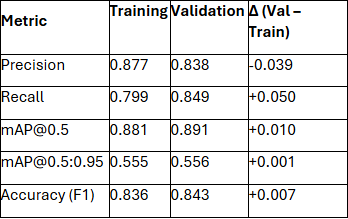 Metric Training Validation Δ (Val – Train)
Precision 0.877 0.838 -0.039
Recall 0.799 0.849 +0.050
mAP@0.5 0.881 0.891 +0.010
mAP@0.5:0.95 0.555 0.556 +0.001
Accuracy (F1) 0.836 0.843 +0.007